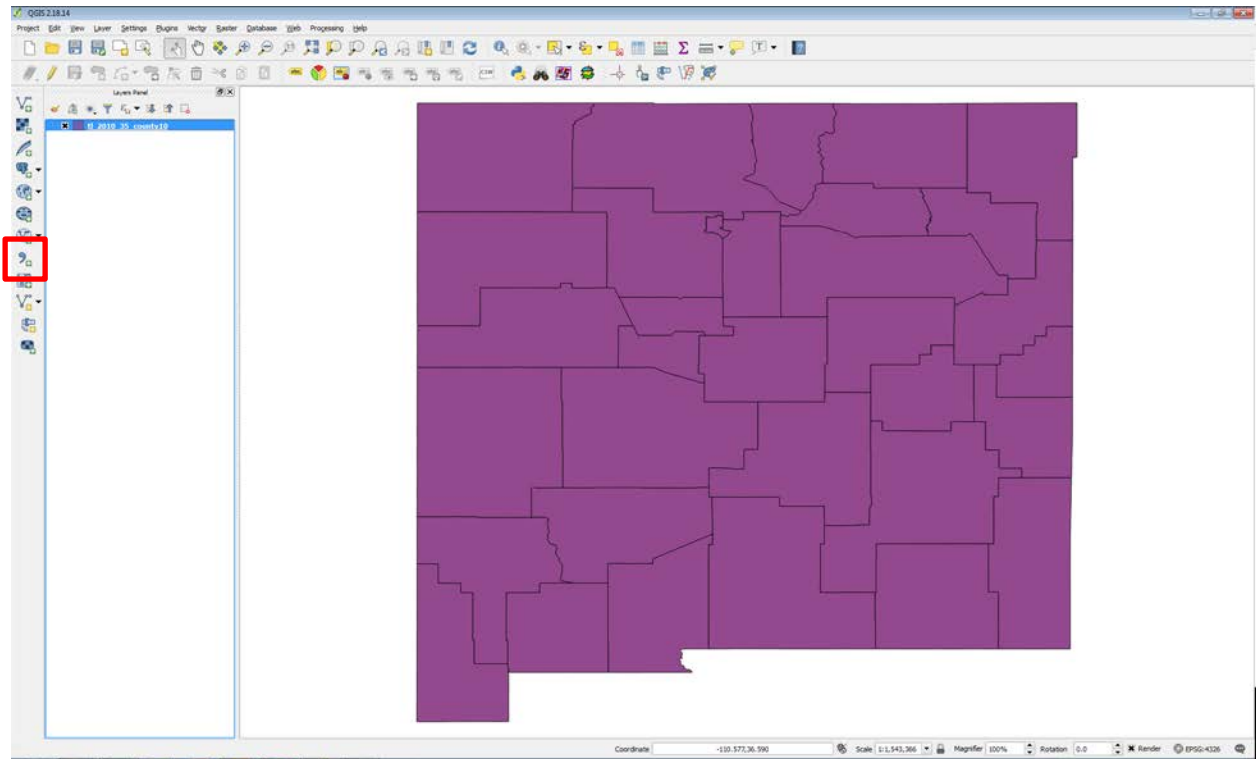 QGIS 2.18.14
Project Edit View Layer Settings Plugins Vector Raster Database Web Processing Help
Layers Panel
tl_2010_35_county10
Coordinate -110.577,36.590 Scale 1:1,543,366 Magnifier 100% Rotation 0.0 Render EPSG:4326